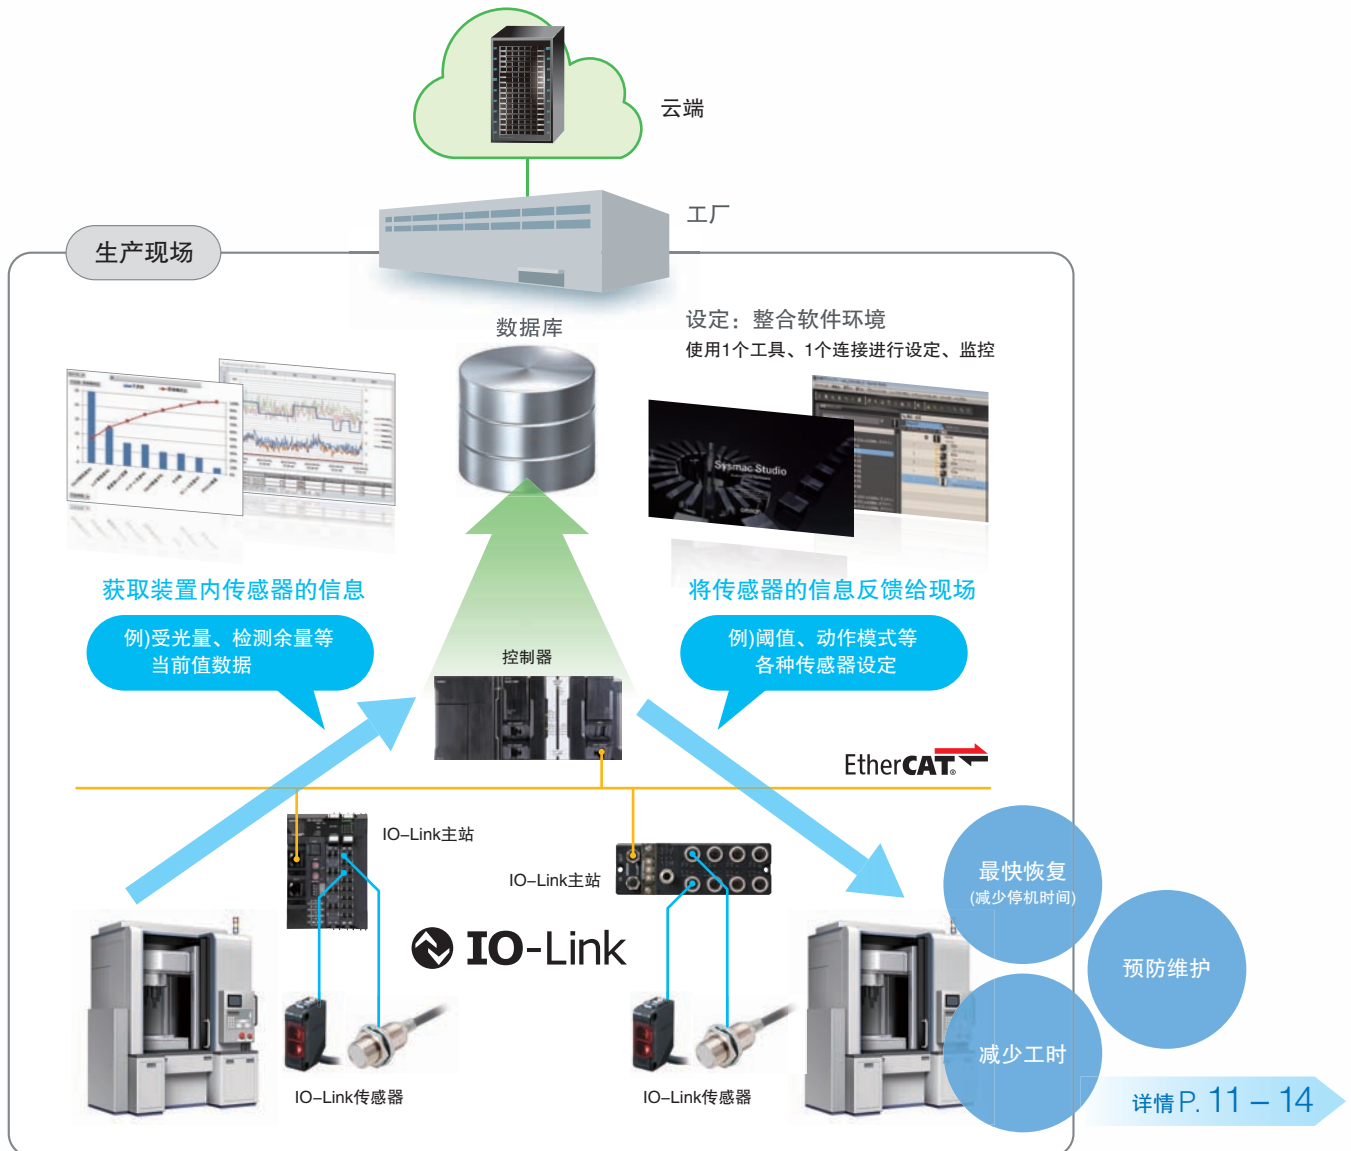 云端
工厂
生产现场
数据库
设定：整合软件环境
使用1个工具、1个连接进行设定、监控
Sysmac Studio
获取装置内传感器的信息
将传感器的信息反馈给现场
例)受光量、检测余量等
当前值数据
例)阈值、动作模式等
各种传感器设定
控制器
EtherCAT®
IO-Link主站
IO-Link主站
IO-Link
最快恢复
(减少停机时间)
预防维护
减少工时
IO-Link传感器
IO-Link传感器
详情P. 11 – 14